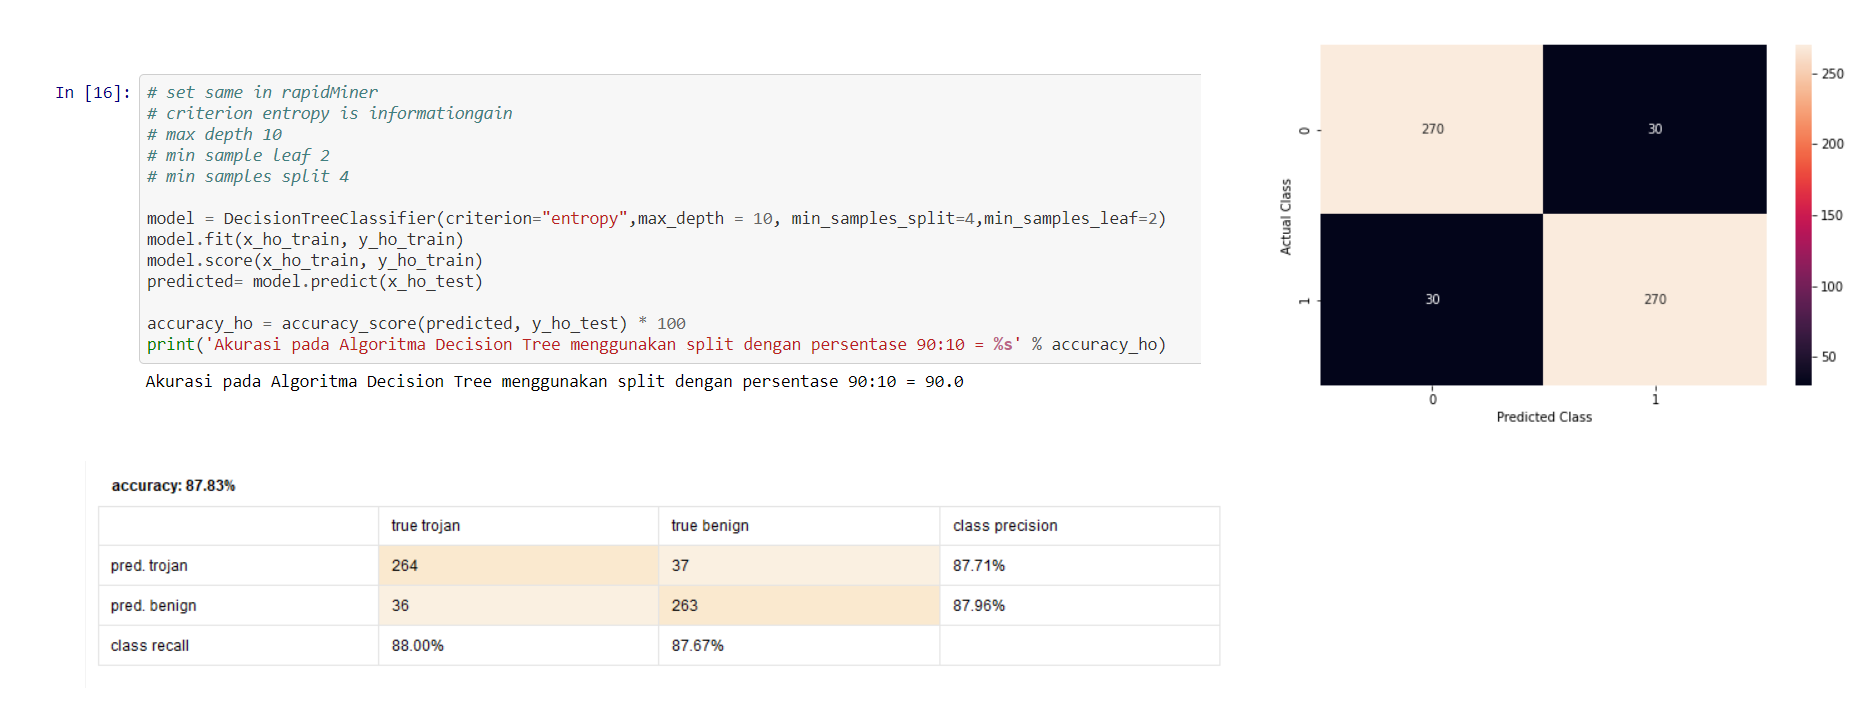 In [16]:
# set same in rapidMiner
# criterion entropy is informationgain
# max depth 10
# min sample leaf 2
# min samples split 4
model = DecisionTreeClassifier(criterion="entropy",max_depth = 10, min_samples_split=4,min_samples_leaf=2)
model.fit(x_ho_train, y_ho_train)
model.score(x_ho_train, y_ho_train)
predicted= model.predict(x_ho_test)
accuracy_ho = accuracy_score(predicted, y_ho_test) * 100
print('Akurasi pada Algoritma Decision Tree menggunakan split dengan persentase 90:10 = %s' % accuracy_ho)
Akurasi pada Algoritma Decision Tree menggunakan split dengan persentase 90:10 = 90.0
Actual Class
0
1
270 30
30 270
0 1
Predicted Class
250
200
150
100
50
accuracy: 87.83%
true trojan true benign class precision
pred. trojan 264 37 87.71%
pred. benign 36 263 87.96%
class recall 88.00% 87.67%